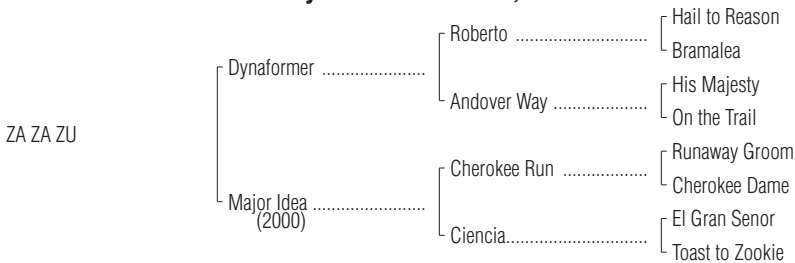 Hail to Reason
Roberto ............................
Bramalea
Dynaformer ......................
His Majesty
Andover Way ....................
On the Trail
ZA ZA ZU
Runaway Groom
Cherokee Run ..................
Cherokee Dame
Major Idea ........................
(2000)
El Gran Senor
Ciencia..............................
Toast to Zookie